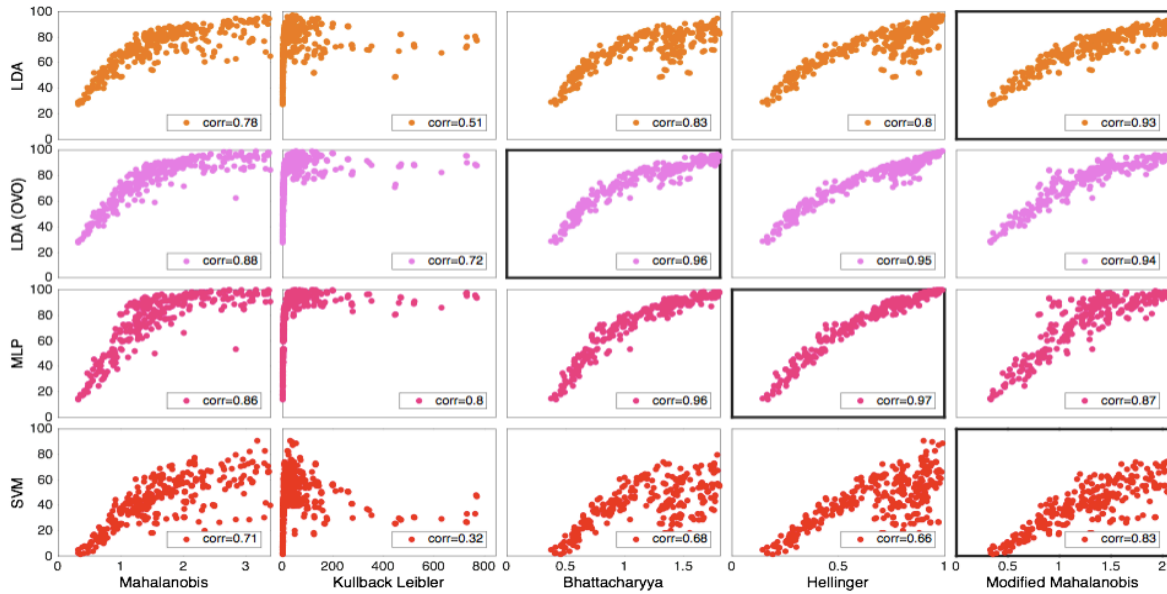 LDA
100
80
60
40
20
0
corr=0.78
corr=0.51
corr=0.83
corr=0.8
corr=0.93
LDA (OVO)
100
80
60
40
20
0
corr=0.88
corr=0.72
corr=0.96
corr=0.95
corr=0.94
MLP
100
80
60
40
20
0
corr=0.86
corr=0.8
corr=0.96
corr=0.97
corr=0.87
SVM
100
80
60
40
20
0
corr=0.71
corr=0.32
corr=0.68
corr=0.66
corr=0.83
0 1 2 3
0 200 400 600 800
0 0.5 1 1.5
0 0.5 1
0 0.5 1 1.5 2
Mahalanobis
Kullback Leibler
Bhattacharyya
Hellinger
Modified Mahalanobis